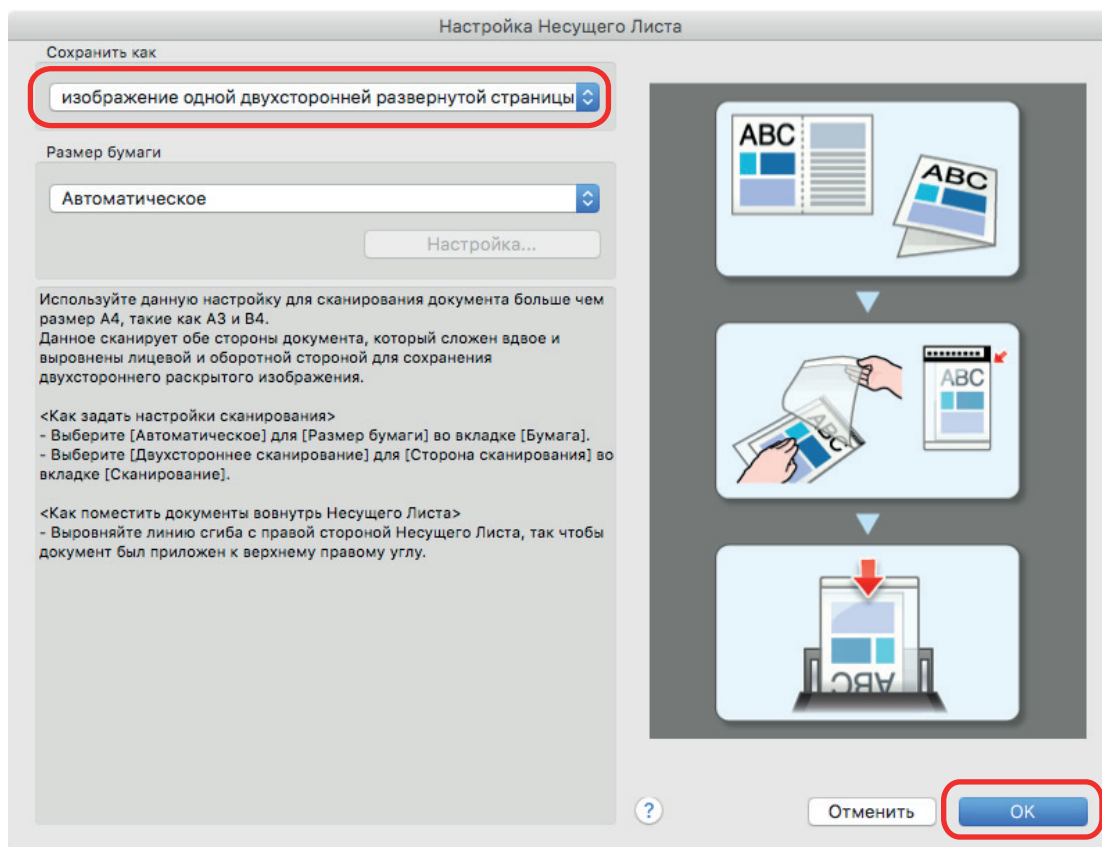 Настройка Несущего Листа
Сохранить как
изображение одной двухсторонней развернутой страницы
Размер бумаги
Автоматическое
Настройка...
Используйте данную настройку для сканирования документа больше чем
размер А4, такие как А3 и В4.
Данное сканирует обе стороны документа, который сложен вдвое и
выровнены лицевой и оборотной стороной для сохранения
двухстороннего раскрытого изображения.
<Как задать настройки сканирования>
- Выберите [Автоматическое] для [Размер бумаги] во вкладке [Бумага].
- Выберите [Двухстороннее сканирование] для [Сторона сканирования] во
вкладке [Сканирование].
<Как поместить документы вовнутрь Несущего Листа>
- Выровняйте линию сгиба с правой стороной Несущего Листа, так чтобы
документ был приложен к верхнему правому углу.
ABC
ABC
ABC
ABC
ABC
?
Отменить
OK